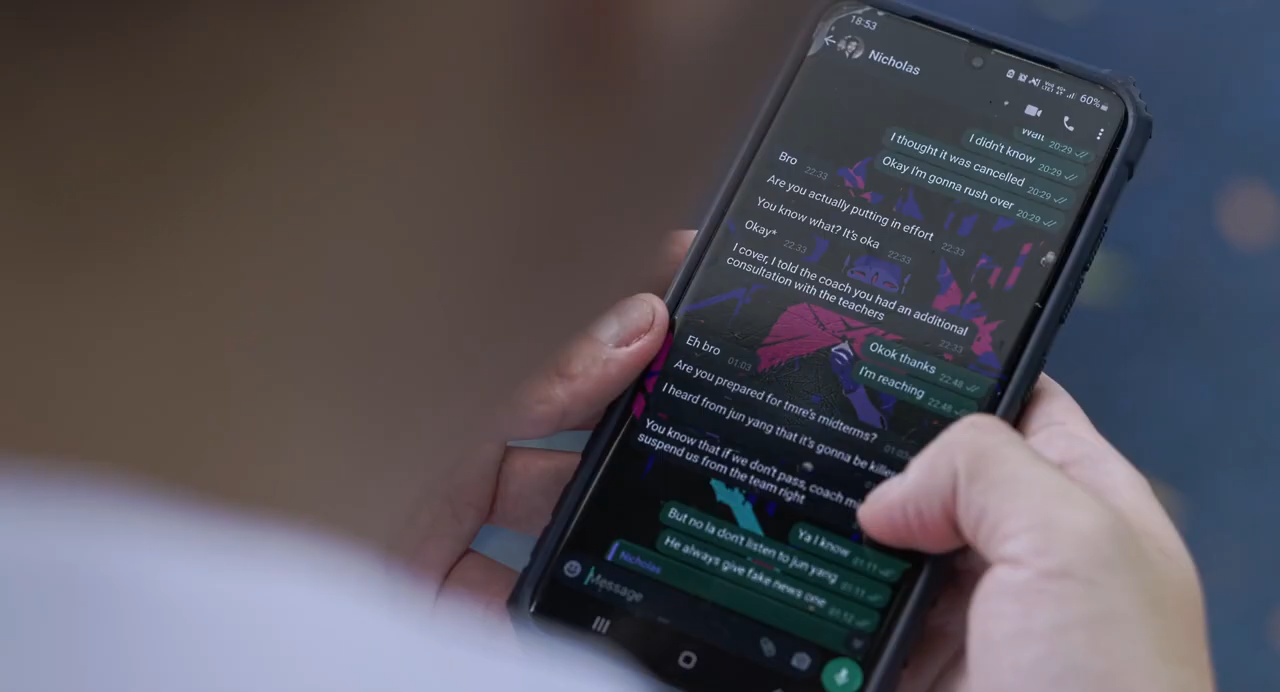 18:53
60%
Nicholas
Wait 20:29
I didn't know 20:29
I thought it was cancelled 20:29
Okay I'm gonna rush over 20:29
Bro 22:33
Are you actually putting in effort 22:33
You know what? It's oka 22:33
Okay* 22:33
I cover, I told the coach you had an additional
consultation with the teachers 22:33
Okok thanks 22:48
I'm reaching 22:48
Eh bro 01:03
Are you prepared for tmre's midterms?
I heard from jun yang that it's gonna be
You know that if we don't pass, coach
suspend us from the team right
Ya I know 01:11
But no la don't listen to jun yang 01:11
He always give fake news one 01:12
Nicholas
Message